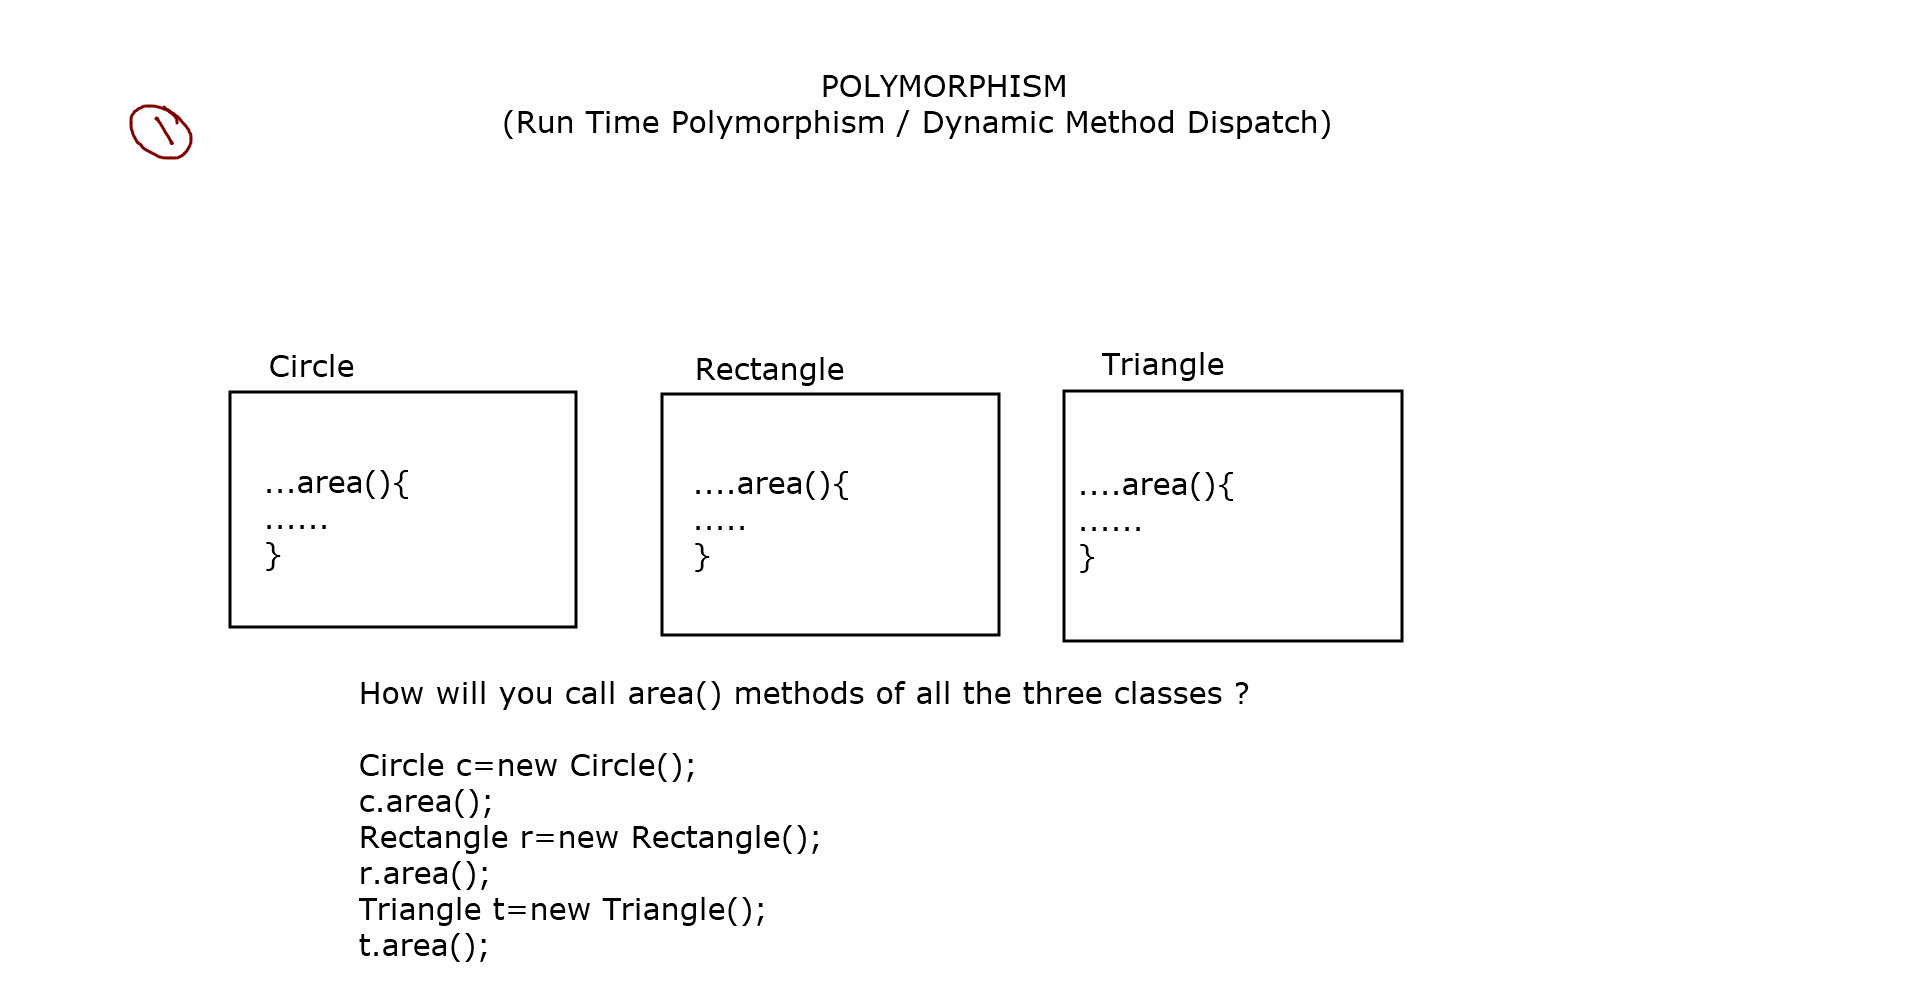 POLYMORPHISM
(Run Time Polymorphism / Dynamic Method Dispatch)
1
Circle
Rectangle
Triangle
...area(){
......
}
....area(){
.....
}
....area(){
......
}
How will you call area() methods of all the three classes ?
Circle c=new Circle();
c.area();
Rectangle r=new Rectangle();
r.area();
Triangle t=new Triangle();
t.area();